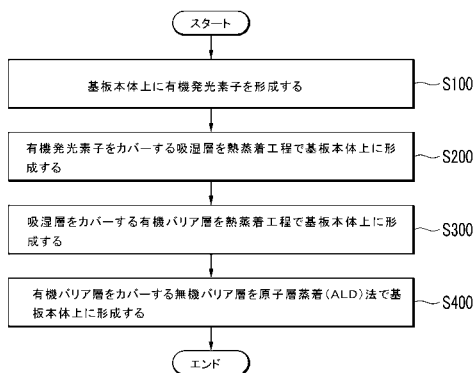 スタート
基板本体上に有機発光素子を形成する
S100
有機発光素子をカバーする吸湿層を熱蒸着工程で基板本体上に形
成する
S200
吸湿層をカバーする有機バリア層を熱蒸着工程で基板本体上に形
成する
S300
有機バリア層をカバーする無機バリア層を原子層蒸着(ALD)法で基
板本体上に形成する
S400
エンド